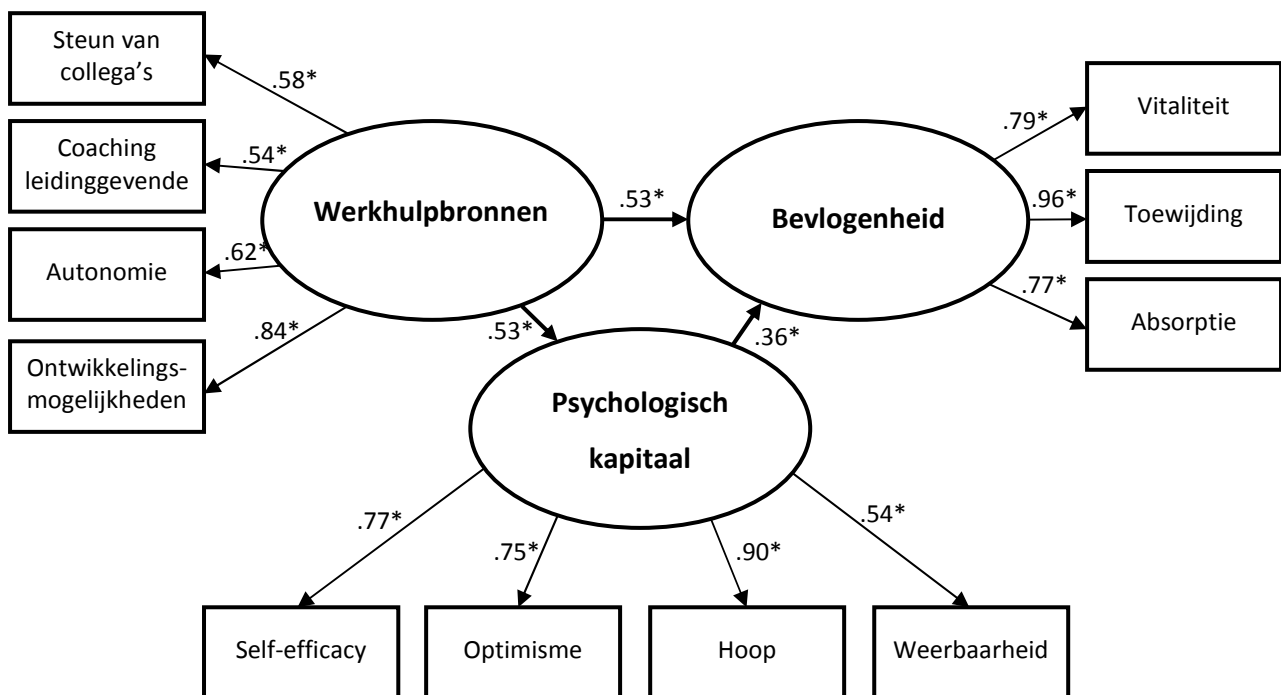 Steun van
collega's
.58*
Coaching
leidinggevende
.54*
Autonomie
.62*
Ontwikkelings-
mogelijkheden
.84*
Werkhulpbronnen
.53*
Bevlogenheid
.79*
Vitaliteit
.96*
Toewijding
.77*
Absorptie
.53*
.36*
Psychologisch
kapitaal
.77*
.75*
.90*
.54*
Self-efficacy
Optimisme
Hoop
Weerbaarheid